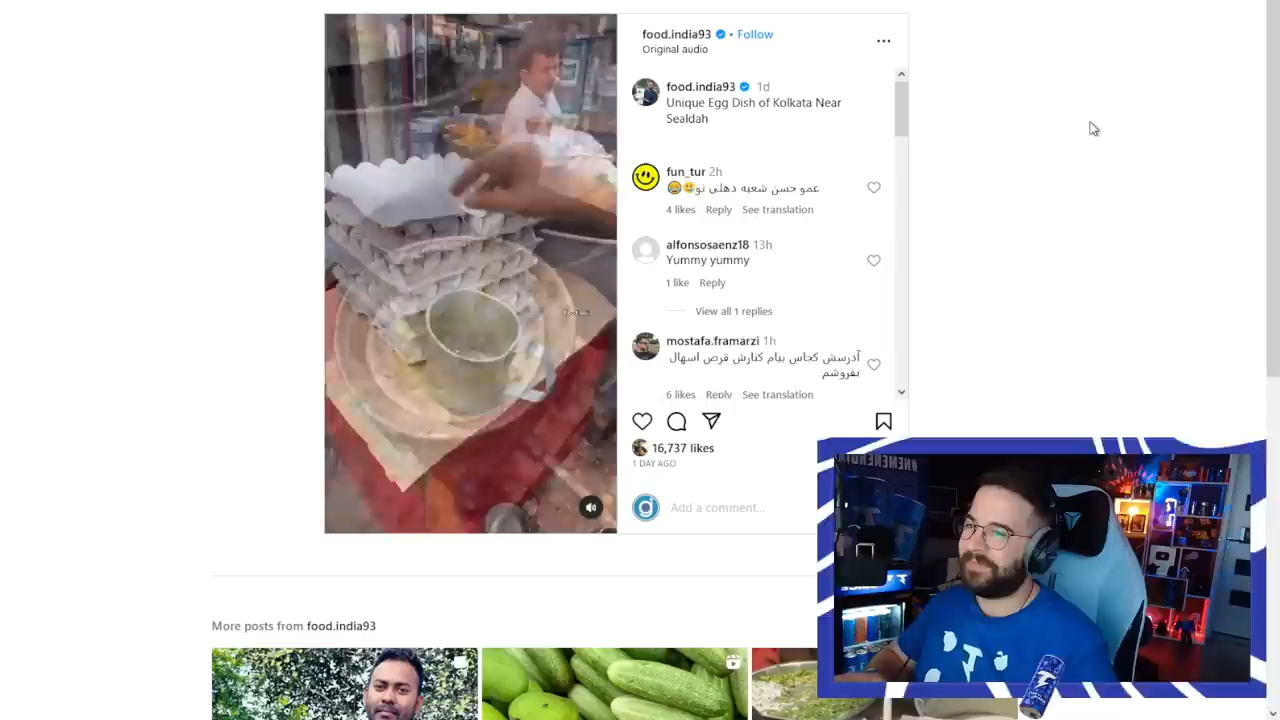 food.india93 • Follow
Original audio
food.india93 1d
Unique Egg Dish of Kolkata Near
Sealdah
fun_tur 2h
عمو حسن شعبه دهلی نو🥲😂
4 likes Reply See translation
alfonsosaenz18 13h
Yummy yummy
1 like Reply
View all 1 replies
mostafa.framarzi 1h
آدرسش کجاس بیام کنارش قرص اسهال
بفروشم
6 likes Reply See translation
16,737 likes
1 DAY AGO
Add a comment...
More posts from food.india93